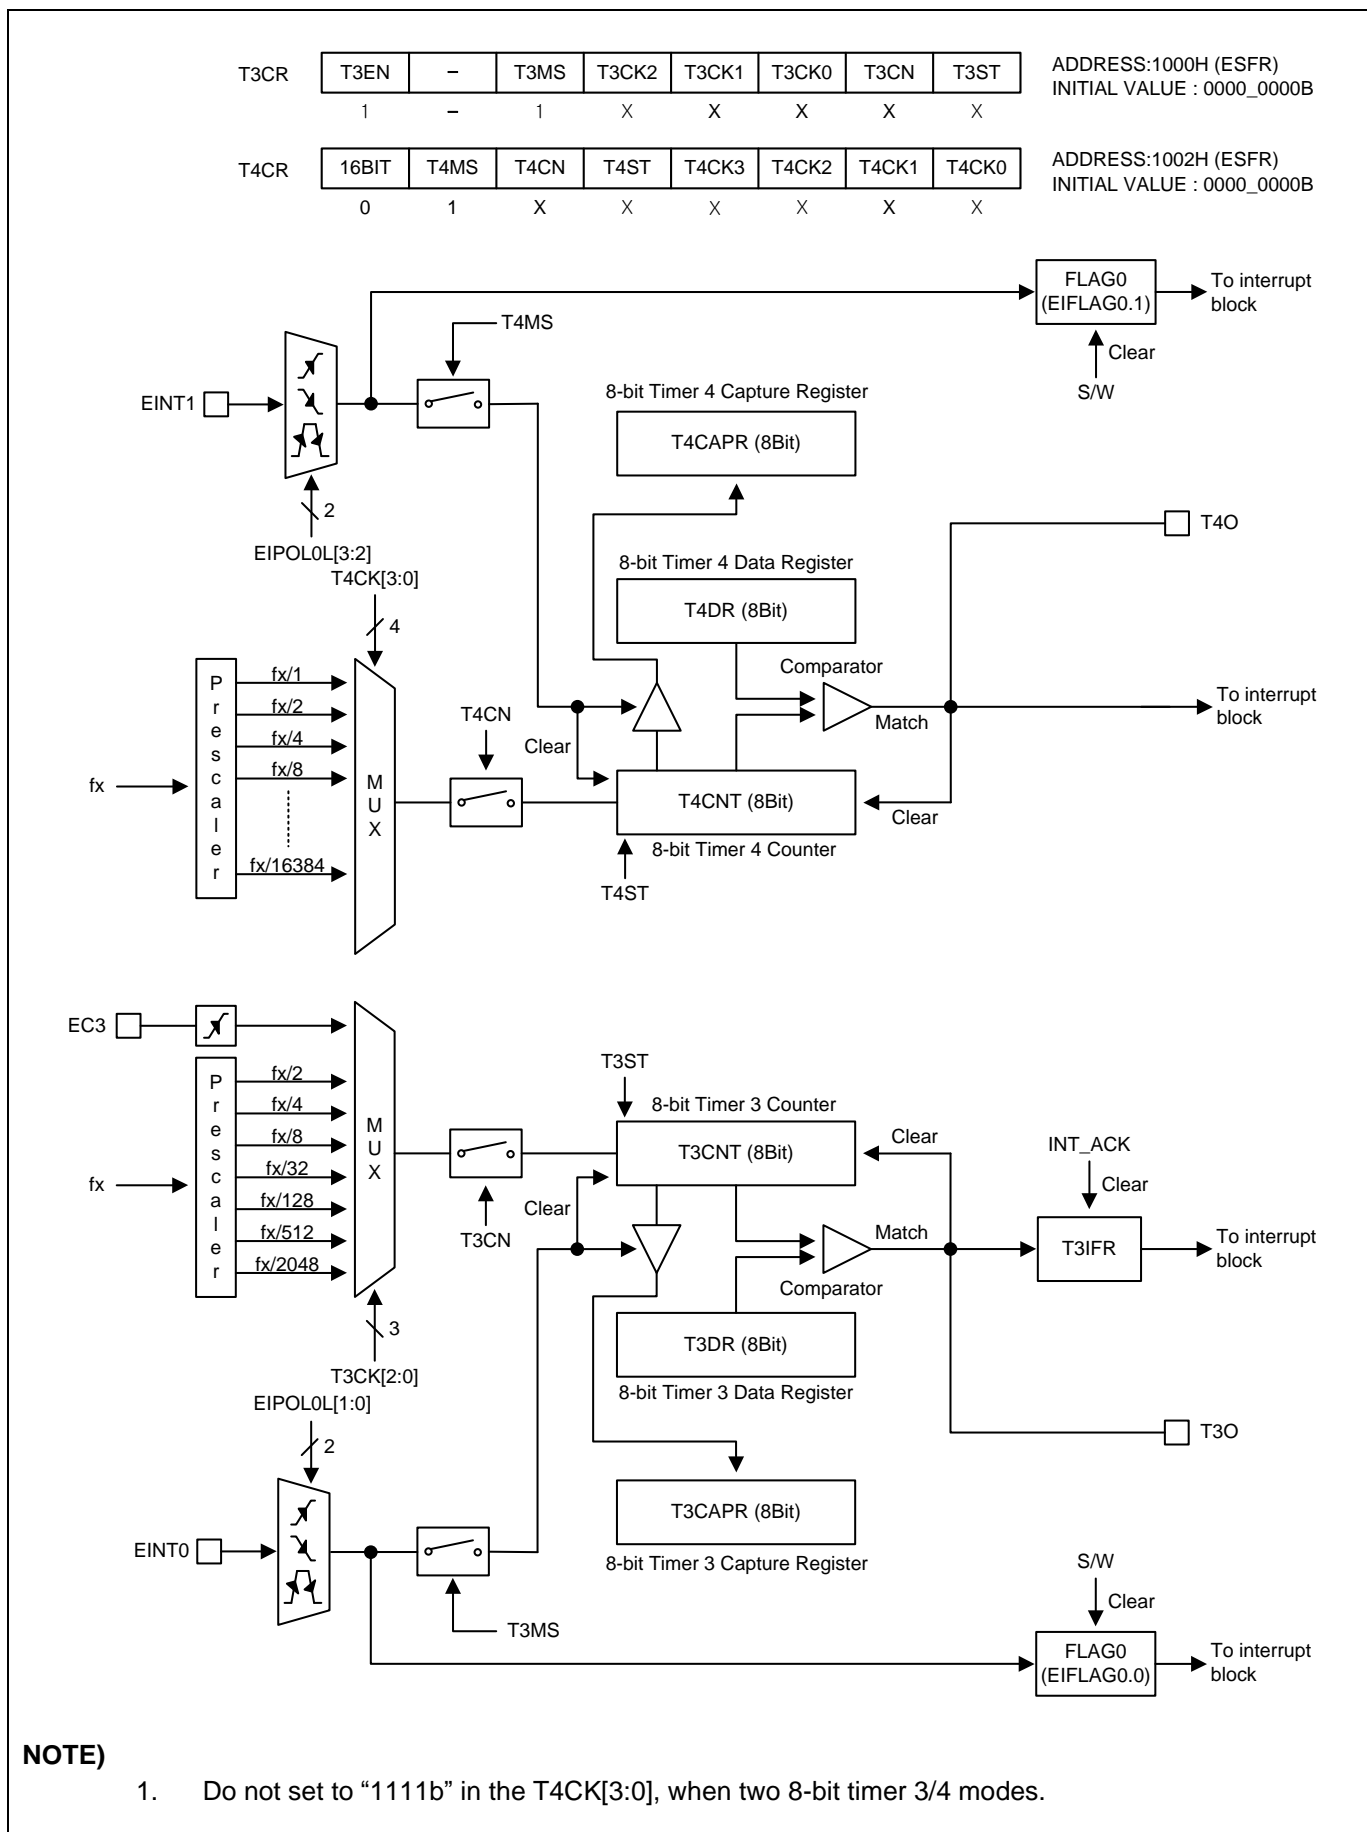 T3CR T3EN – T3MS T3CK2 T3CK1 T3CK0 T3CN T3ST ADDRESS:1000H (ESFR)
INITIAL VALUE : 0000_0000B
1 – 1 X X X X X
T4CR 16BIT T4MS T4CN T4ST T4CK3 T4CK2 T4CK1 T4CK0 ADDRESS:1002H (ESFR)
INITIAL VALUE : 0000_0000B
0 1 X X X X X X
FLAG0
(EIFLAG0.1)
To interrupt
block
Clear
S/W
T4MS
EINT1
2
EIPOL0L[3:2]
8-bit Timer 4 Capture Register
T4CAPR (8Bit)
T4O
8-bit Timer 4 Data Register
T4DR (8Bit)
T4CK[3:0]
4
Prescaler
fx
fx/1
fx/2
fx/4
fx/8
fx/16384
MUX
T4CN
Clear
Comparator
Match
To interrupt
block
T4CNT (8Bit)
Clear
8-bit Timer 4 Counter
T4ST
EC3
Prescaler
fx
fx/2
fx/4
fx/8
fx/32
fx/128
fx/512
fx/2048
MUX
3
T3CK[2:0]
T3CN
T3ST
8-bit Timer 3 Counter
T3CNT (8Bit)
Clear
Clear
Match
Comparator
INT_ACK
Clear
T3IFR
To interrupt
block
T3DR (8Bit)
8-bit Timer 3 Data Register
T3O
EIPOL0L[1:0]
2
EINT0
T3CAPR (8Bit)
8-bit Timer 3 Capture Register
T3MS
S/W
Clear
FLAG0
(EIFLAG0.0)
To interrupt
block
NOTE)
1. Do not set to “1111b” in the T4CK[3:0], when two 8-bit timer 3/4 modes.